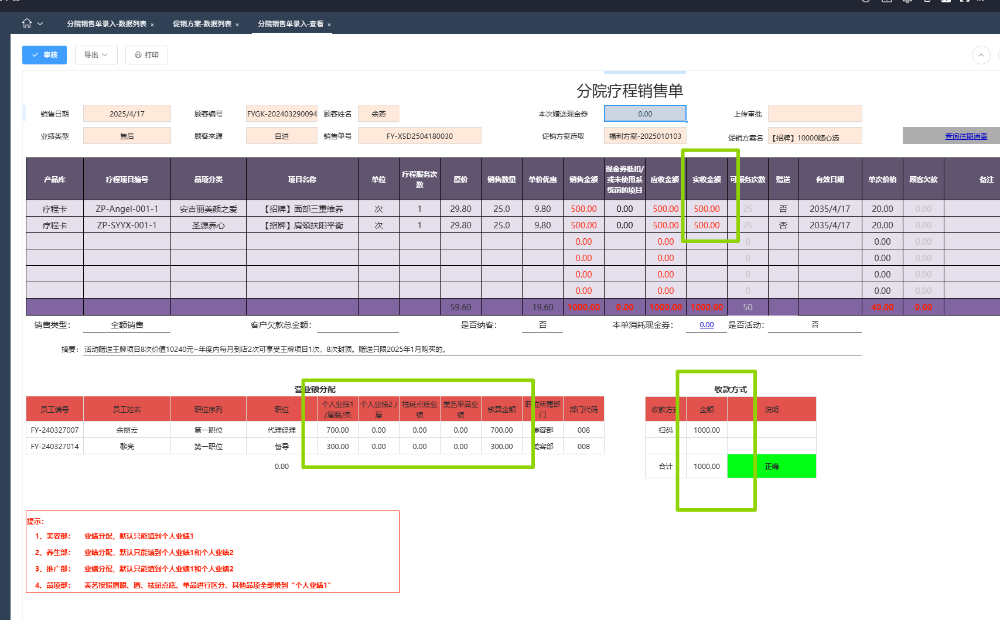 分院销售单录入-数据列表 × 促销方案-数据列表 × 分院销售单录入-查看 ×
审核 导出 打印
分院疗程销售单
销售日期 2025/4/17 顾客编号 FYGK-202403290094 顾客姓名 余燕 本次赠送现金券 0.00 上传审批
业绩类型 售后 顾客来源 自进 销售单号 FY-XSD2504180030 促销方案选取 福利方案-2025010103 促销方案名 【招牌】10000随心选 查询往期消费
产品库 疗程项目编号 品项分类 项目名称 单位 疗程服务次数 原价 销售数量 单价优惠 销售金额 现金券抵扣/或未使用系统前的项目 应收金额 实收金额 可服务次数 赠送 有效日期 单次价格 顾客欠款 备注
疗程卡 ZP-Angel-001-1 安吉丽美颜之爱 【招牌】面部三重维养 次 1 29.80 25.0 9.80 500.00 0.00 500.00 500.00 25 否 2035/4/17 20.00 0.00
疗程卡 ZP-SYYX-001-1 圣源养心 【招牌】肩颈扶阳平衡 次 1 29.80 25.0 9.80 500.00 0.00 500.00 500.00 25 否 2035/4/17 20.00 0.00
0.00 0.00 0 0.00 0.00
0.00 0.00 0 0.00 0.00
0.00 0.00 0 0.00 0.00
0.00 0.00 0 0.00 0.00
59.60 19.60 1000.00 0.00 1000.00 1000.00 50 40.00 0.00
销售类型： 全额销售 客户欠款总金额： 是否纳客： 否 本单消耗现金券： 0.00 是否活动： 否
摘要： 活动赠送王牌项目8次价值10240元~年度内每月到店2次可享受王牌项目1次，8次封顶。赠送只限2025年1月购买的。
营业额分配
员工编号 员工姓名 职位序列 职位 个人业绩1/眉眼/灸 个人业绩2 /唇 祛斑点痣业绩 美艺单品业绩 核算金额 职位所属部门 部门代码
FY-240327007 余丽云 第一职位 代理经理 700.00 0.00 0.00 0.00 700.00 美容部 008
FY-240327014 黎亮 第一职位 督导 300.00 0.00 0.00 0.00 300.00 美容部 008
0.00
收款方式
收款方式 金额 说明
扫码 1000.00
合计 1000.00 正确
提示：
1、美容部： 业绩分配，默认只能填到个人业绩1
2、养生部： 业绩分配，默认只能填到个人业绩1和个人业绩2
3、推广部： 业绩分配，默认只能填到个人业绩1和个人业绩2
4、品项部： 美艺按照眉眼、唇、祛斑点痣、单品进行区分。其他品项全部录到“个人业绩1”